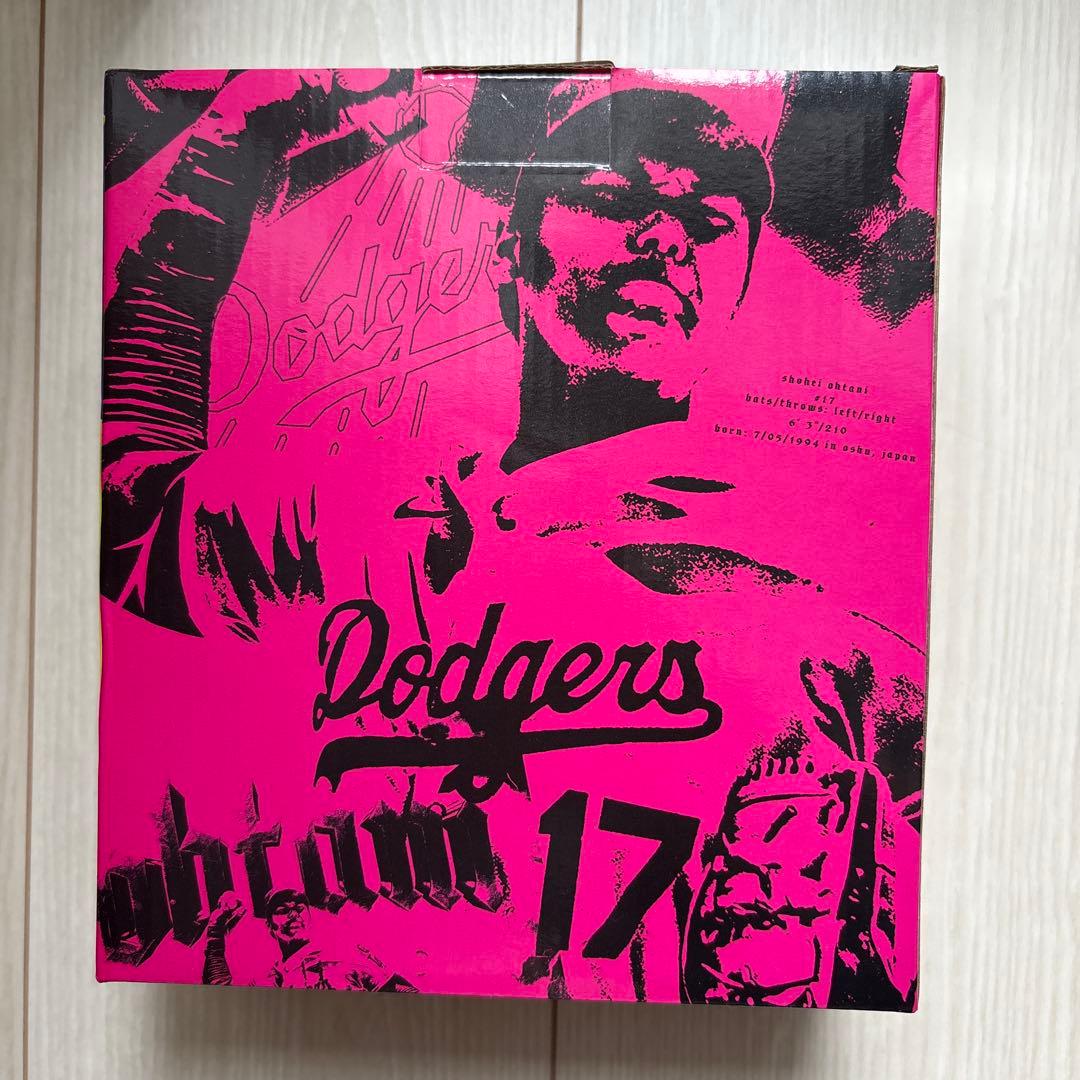 Dodgers
shohei ohtani
#17
bats/throws: left/right
6' 3"/210
born: 7/05/1994 in oshu, japan
Dodgers
ohtani
17